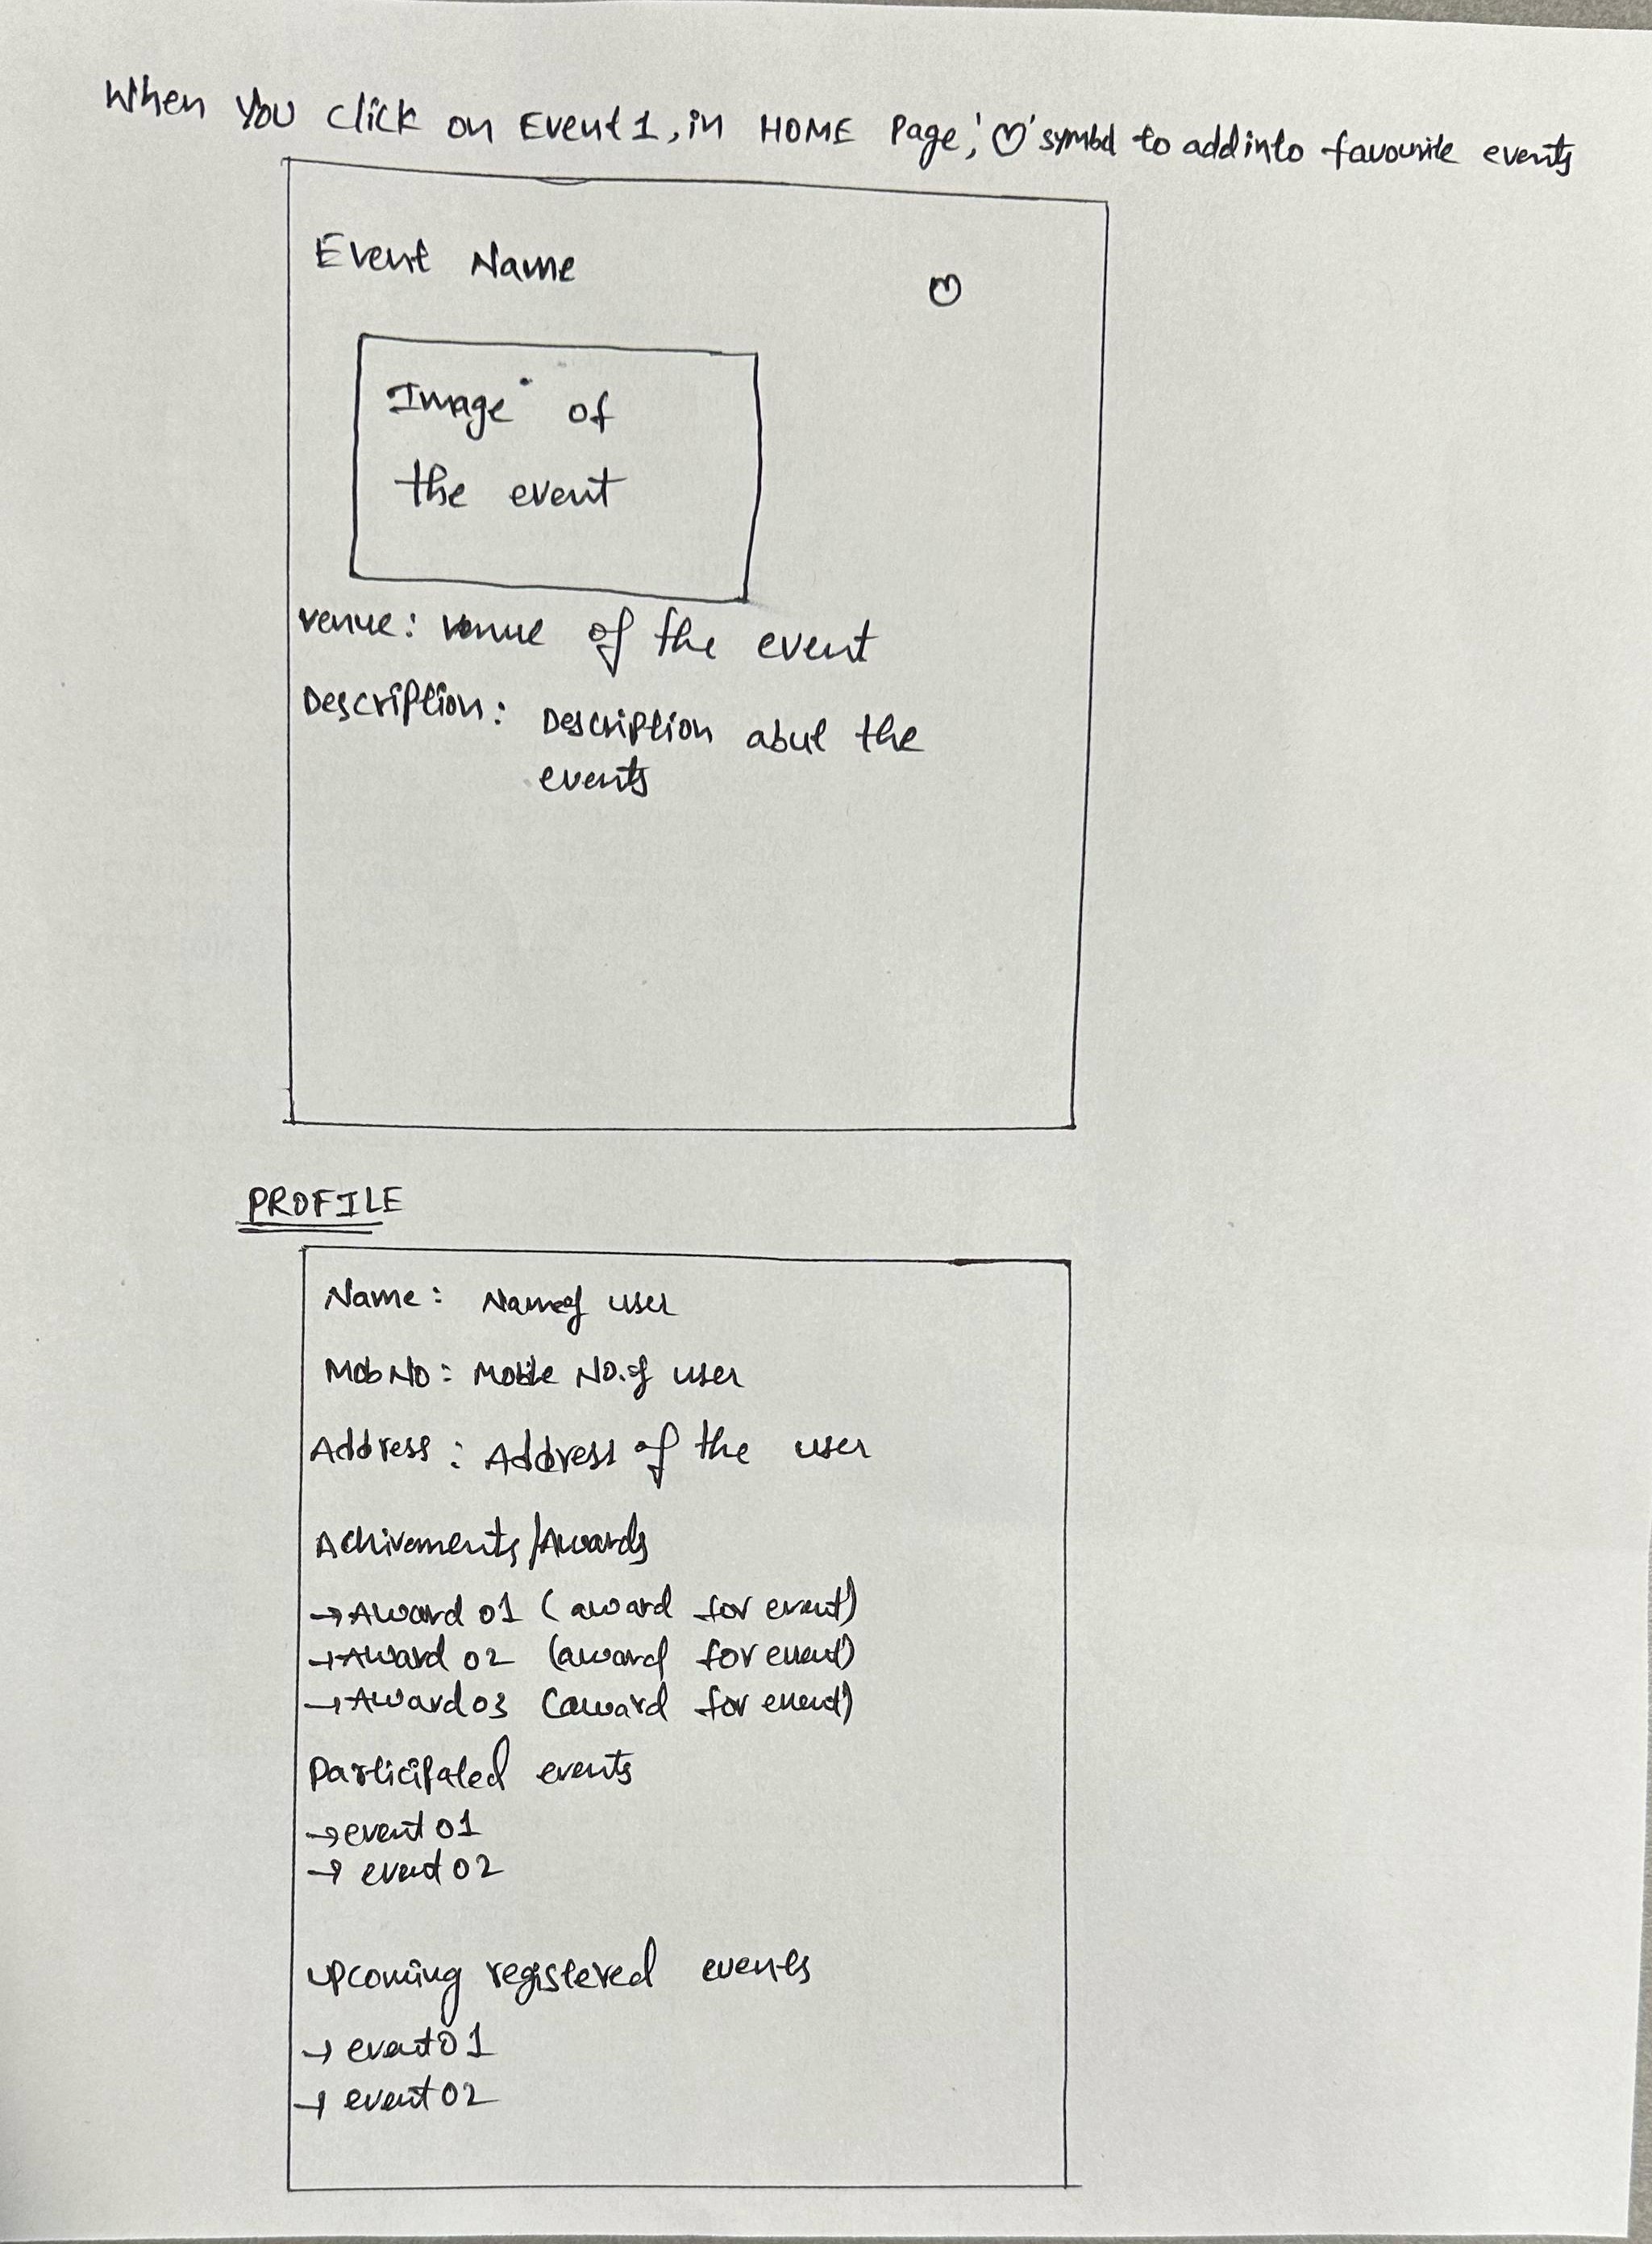 When You click on Event 1, in HOME Page, '♡' symbol to add into favourite events
Event Name
♡
Image of
the event
venue: venue of the event
Description: Description abut the
events
PROFILE
Name: Name of user
Mob No: Mobile No. of user
Address: Address of the user
Achivements/Awards
→ Award 01 (award for event)
→ Award 02 (award for event)
→ Award 03 (award for event)
Participated events
→ event 01
→ event 02
upcoming registered events
→ event 01
→ event 02